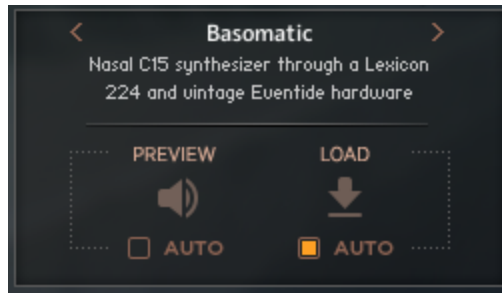 Basomatic
Nasal C15 synthesizer through a Lexicon
224 and vintage Eventide hardware
PREVIEW LOAD
AUTO AUTO